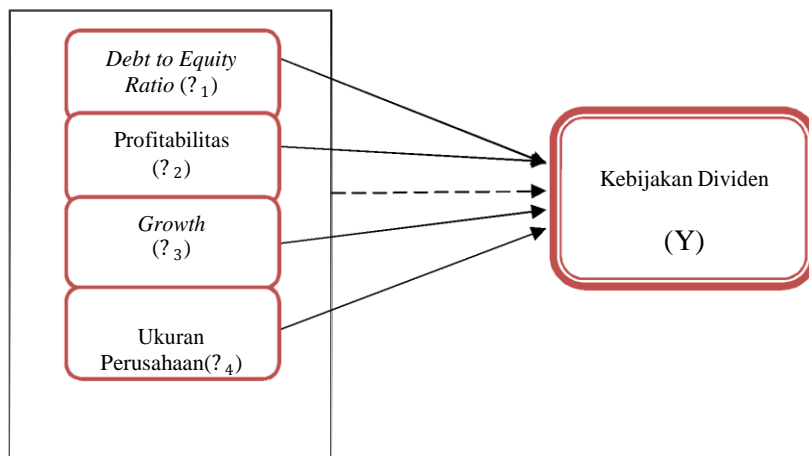 Debt to Equity
Ratio (?₁)
Profitabilitas
(?₂)
Growth
(?₃)
Ukuran
Perusahaan(?₄)
Kebijakan Dividen
(Y)